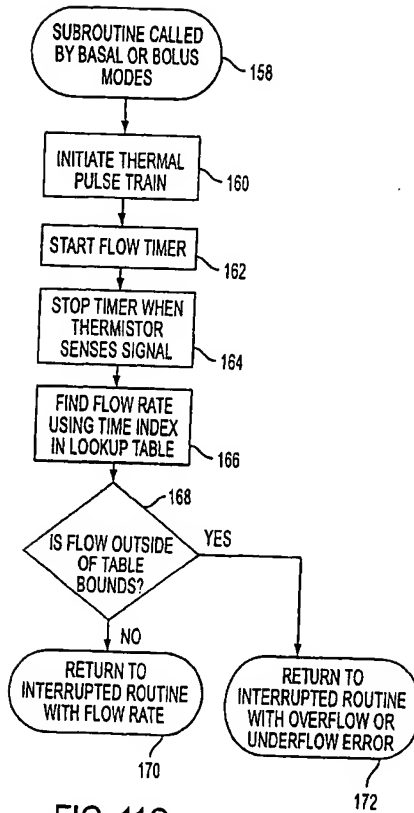 SUBROUTINE CALLED
BY BASAL OR BOLUS
MODES
158
INITIATE THERMAL
PULSE TRAIN
160
START FLOW TIMER
162
STOP TIMER WHEN
THERMISTOR
SENSES SIGNAL
164
FIND FLOW RATE
USING TIME INDEX
IN LOOKUP TABLE
166
168
IS FLOW OUTSIDE
OF TABLE
BOUNDS?
YES
NO
RETURN TO
INTERRUPTED ROUTINE
WITH FLOW RATE
170
RETURN TO
INTERRUPTED ROUTINE
WITH OVERFLOW OR
UNDERFLOW ERROR
172